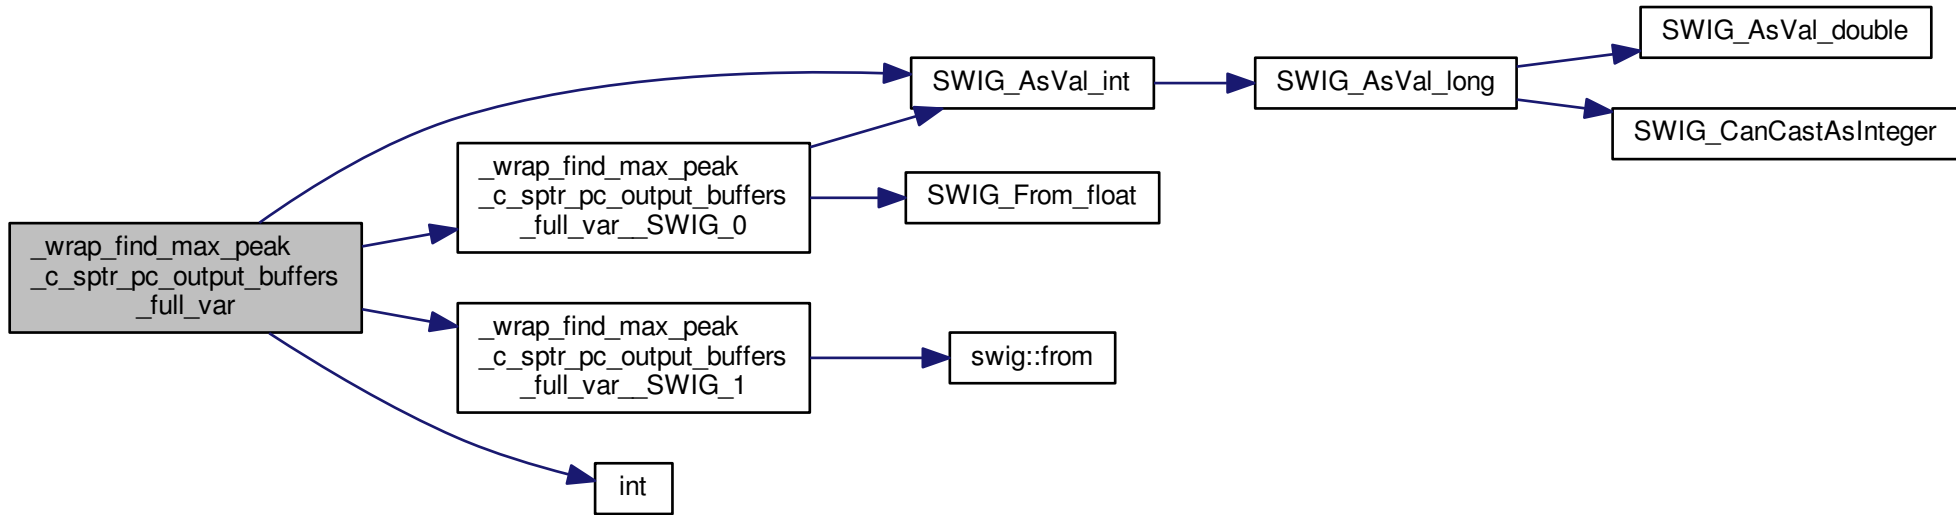 _wrap_find_max_peak
_c_sptr_pc_output_buffers
_full_var
_wrap_find_max_peak
_c_sptr_pc_output_buffers
_full_var__SWIG_0
_wrap_find_max_peak
_c_sptr_pc_output_buffers
_full_var__SWIG_1
int
SWIG_AsVal_int
SWIG_From_float
swig::from
SWIG_AsVal_long
SWIG_AsVal_double
SWIG_CanCastAsInteger